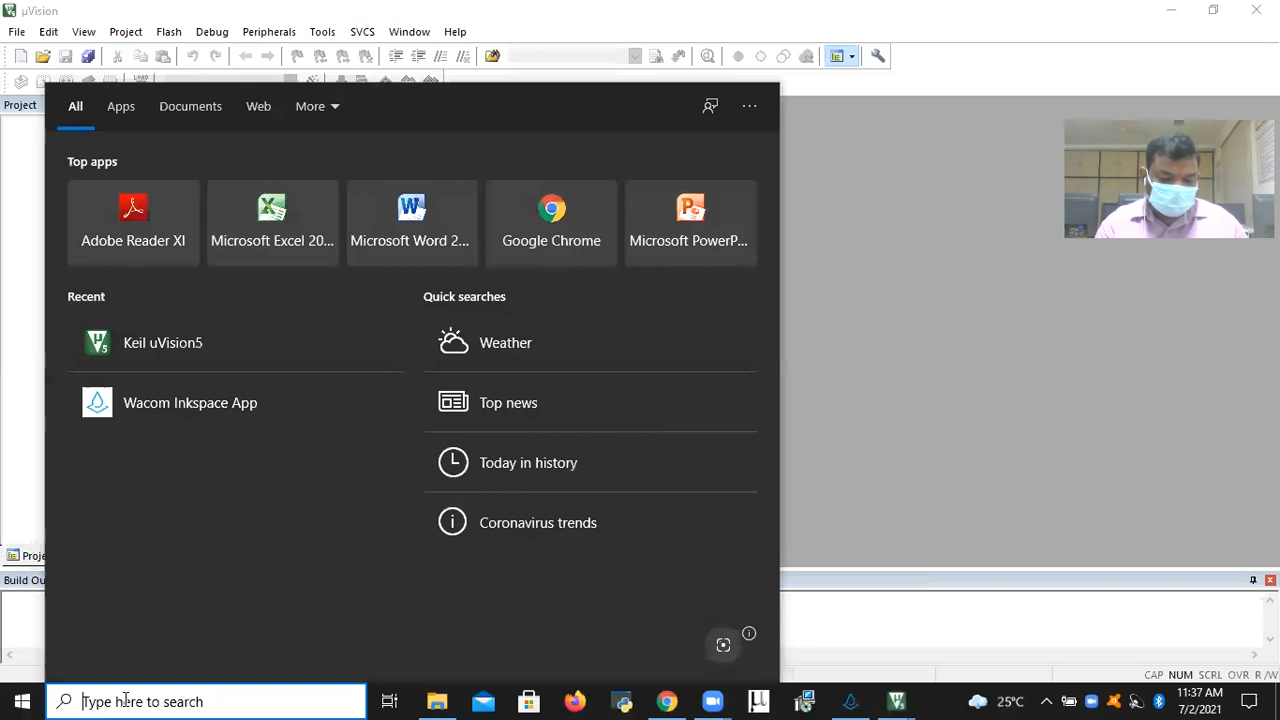 µVision
File Edit View Project Flash Debug Peripherals Tools SVCS Window Help
Project
All Apps Documents Web More
Top apps
Adobe Reader XI Microsoft Excel 20... Microsoft Word 2... Google Chrome Microsoft PowerP...
Recent Quick searches
Keil uVision5 Weather
Wacom Inkspace App Top news
Today in history
Coronavirus trends
Proje
Build Ou
CAP NUM SCRL OVR R /W
Type here to search
25°C
11:37 AM
7/2/2021